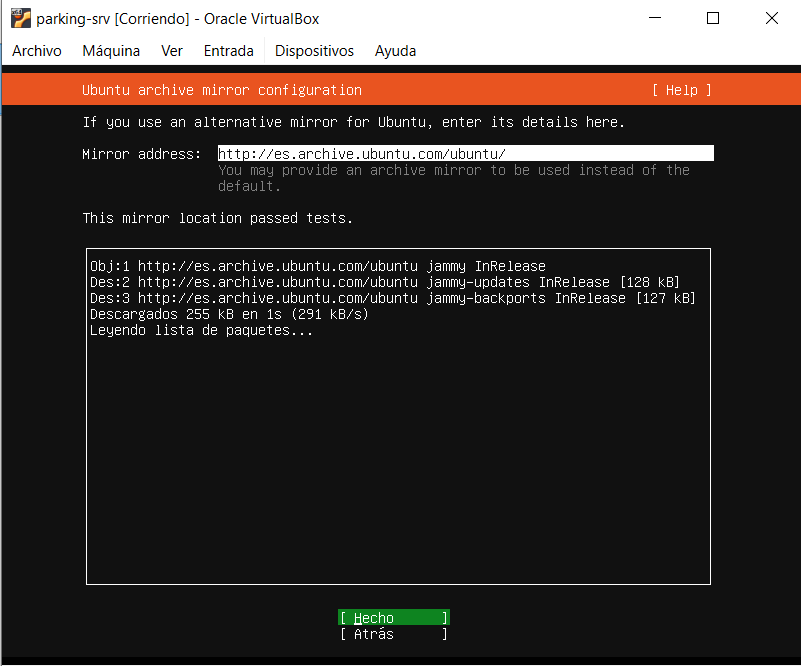 parking-srv [Corriendo] - Oracle VirtualBox
Archivo Máquina Ver Entrada Dispositivos Ayuda
Ubuntu archive mirror configuration [ Help ]
If you use an alternative mirror for Ubuntu, enter its details here.
Mirror address: http://es.archive.ubuntu.com/ubuntu/
You may provide an archive mirror to be used instead of the
default.
This mirror location passed tests.
Obj:1 http://es.archive.ubuntu.com/ubuntu jammy InRelease
Des:2 http://es.archive.ubuntu.com/ubuntu jammy-updates InRelease [128 kB]
Des:3 http://es.archive.ubuntu.com/ubuntu jammy-backports InRelease [127 kB]
Descargados 255 kB en 1s (291 kB/s)
Leyendo lista de paquetes...
[ Hecho ]
[ Atrás ]